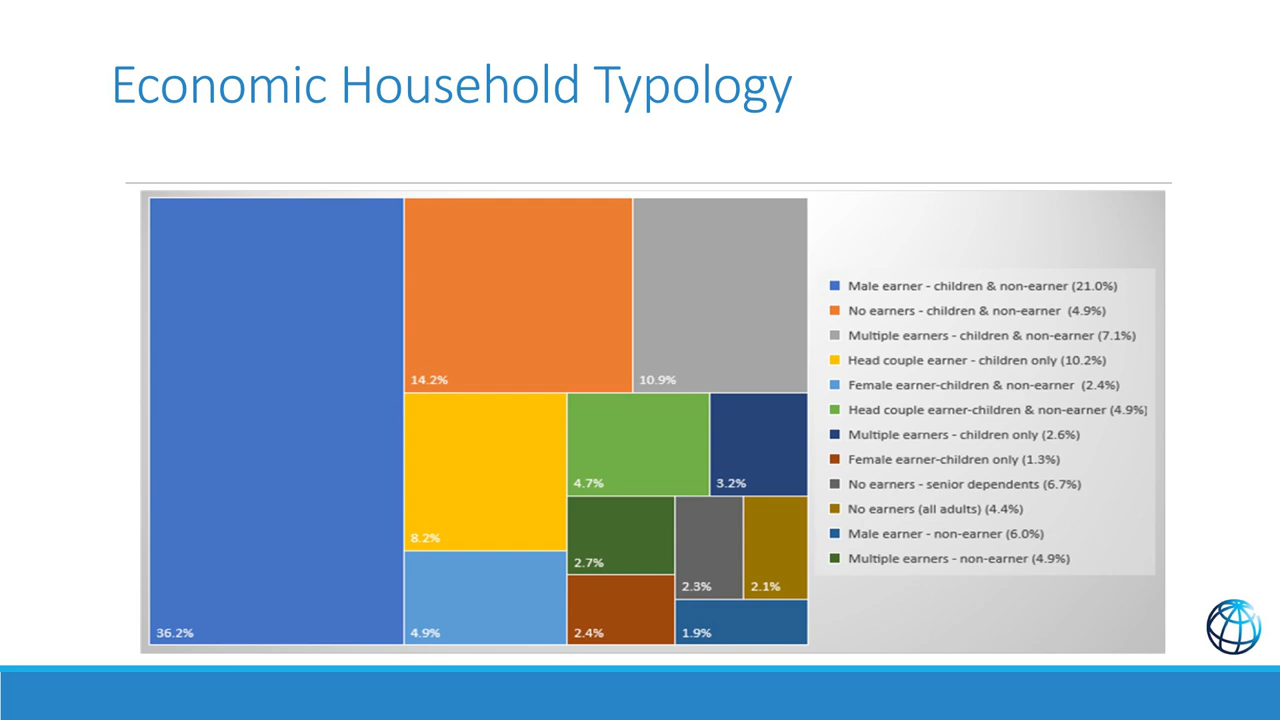 Economic Household Typology
36.2%
14.2%
10.9%
8.2%
4.9%
4.7%
3.2%
2.7%
2.4%
2.3%
2.1%
1.9%
Male earner - children & non-earner (21.0%)
No earners - children & non-earner (4.9%)
Multiple earners - children & non-earner (7.1%)
Head couple earner - children only (10.2%)
Female earner-children & non-earner (2.4%)
Head couple earner-children & non-earner (4.9%)
Multiple earners - children only (2.6%)
Female earner-children only (1.3%)
No earners - senior dependents (6.7%)
No earners (all adults) (4.4%)
Male earner - non-earner (6.0%)
Multiple earners - non-earner (4.9%)